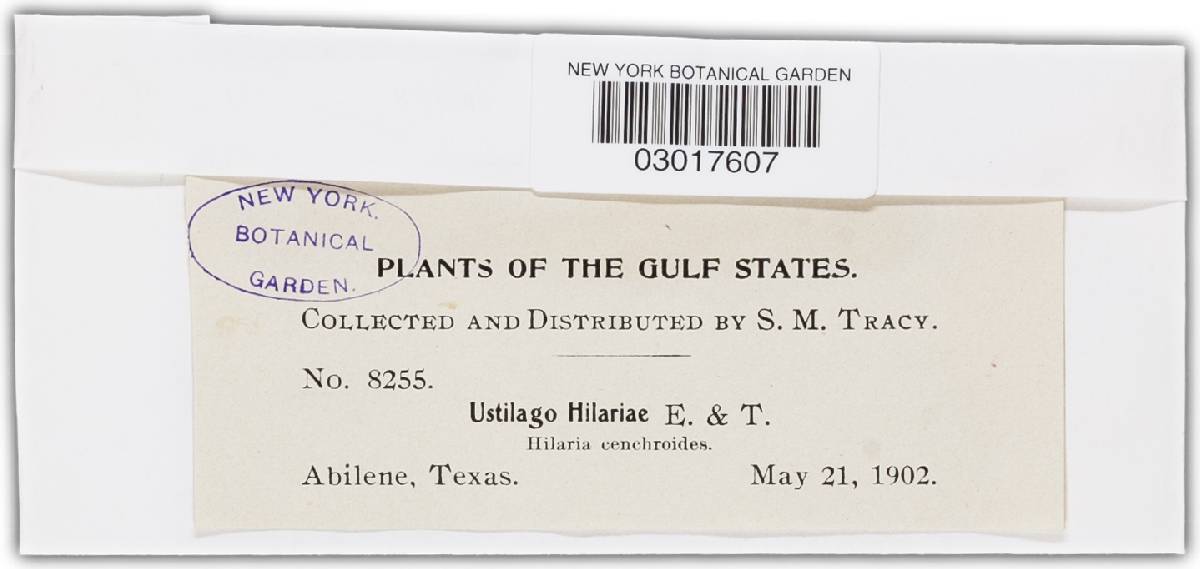 NEW YORK BOTANICAL GARDEN
03017607
NEW YORK.
BOTANICAL
GARDEN.
PLANTS OF THE GULF STATES.
COLLECTED AND DISTRIBUTED BY S. M. TRACY.
No. 8255.
Ustilago Hilariae E. & T.
Hilaria cenchroides.
Abilene, Texas. May 21, 1902.